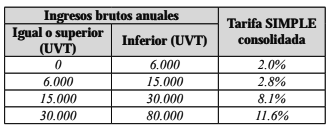 Ingresos brutos anuales
Tarifa SIMPLE
consolidada
Igual o superior
(UVT)
Inferior (UVT)
0 6.000 2.0%
6.000 15.000 2.8%
15.000 30.000 8.1%
30.000 80.000 11.6%